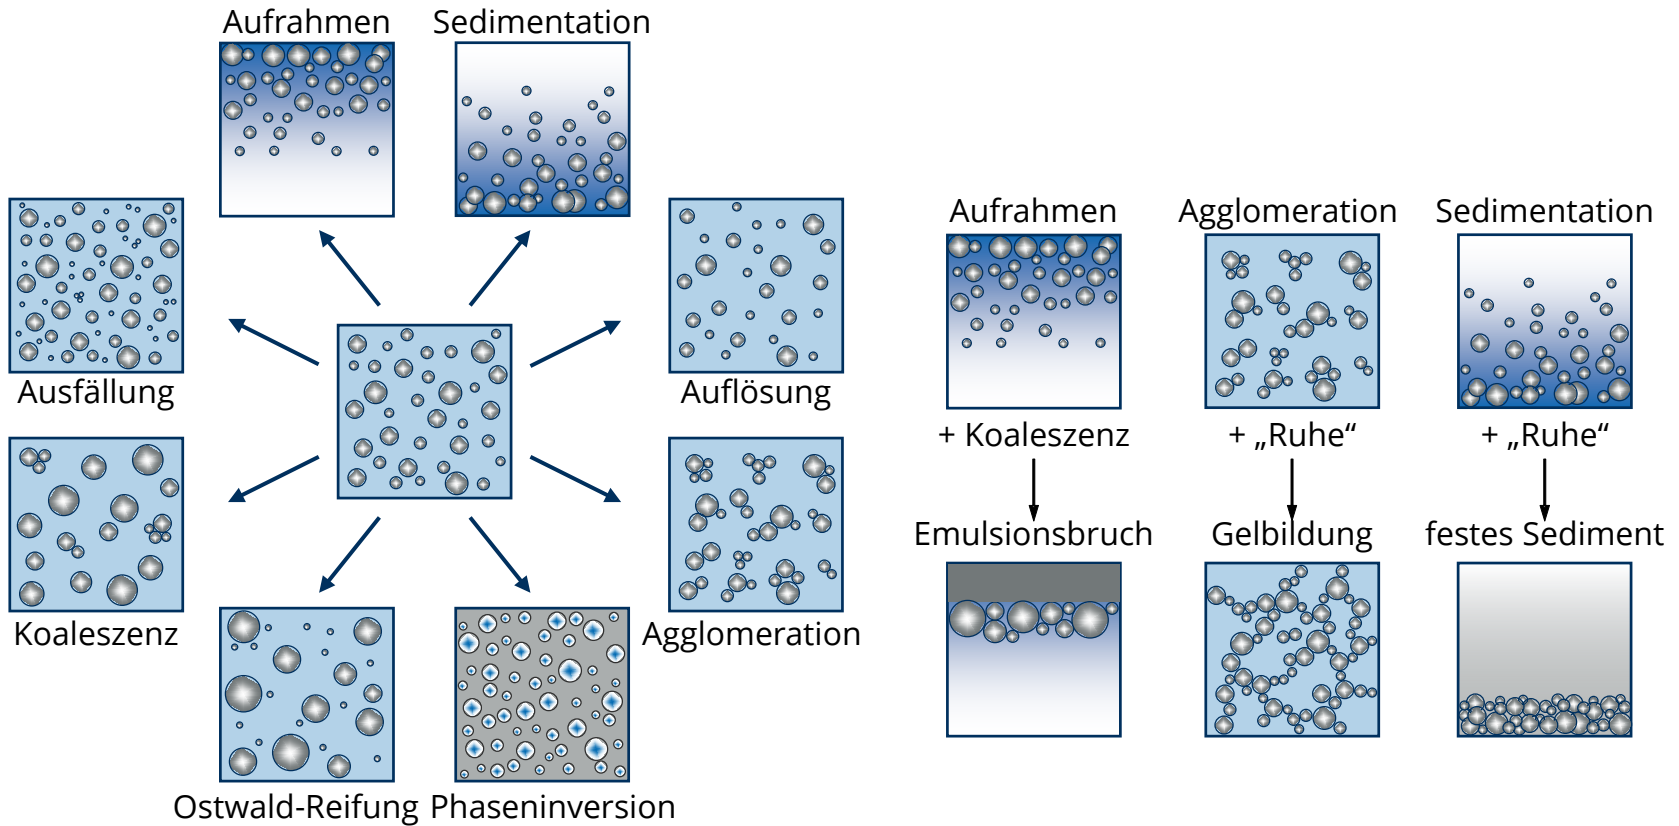 Aufrahmen
Sedimentation
Ausfällung
Auflösung
Koaleszenz
Agglomeration
Ostwald-Reifung
Phaseninversion
Aufrahmen
Agglomeration
Sedimentation
+ Koaleszenz
+ „Ruhe“
+ „Ruhe“
Emulsionsbruch
Gelbildung
festes Sediment